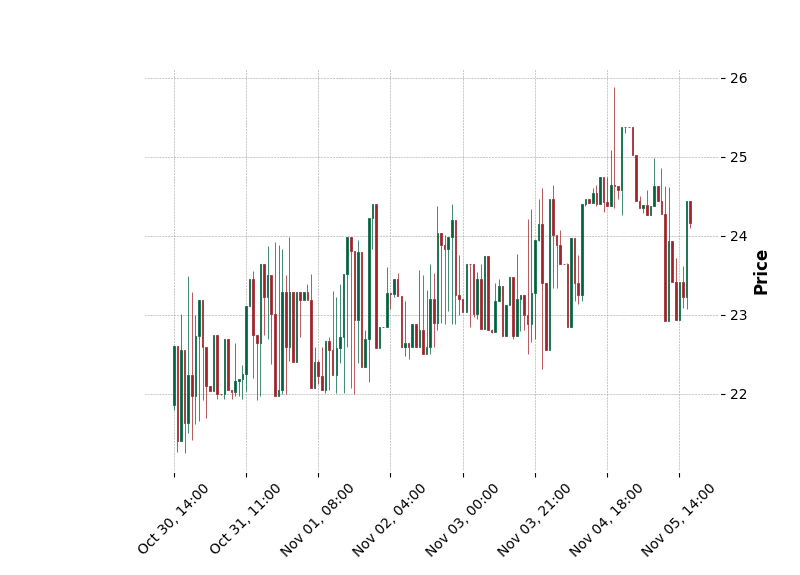 26
25
24
23
22
Price
Oct 30, 14:00
Oct 31, 11:00
Nov 01, 08:00
Nov 02, 04:00
Nov 03, 00:00
Nov 03, 21:00
Nov 04, 18:00
Nov 05, 14:00